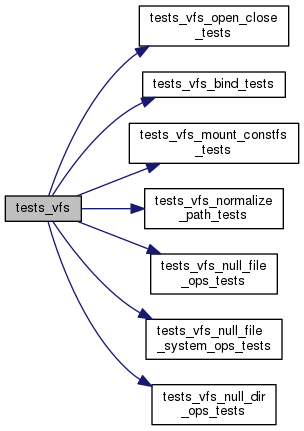 tests_vfs_open_close
_tests
tests_vfs_bind_tests
tests_vfs_mount_constfs
_tests
tests_vfs
tests_vfs_normalize
_path_tests
tests_vfs_null_file
_ops_tests
tests_vfs_null_file
_system_ops_tests
tests_vfs_null_dir
_ops_tests